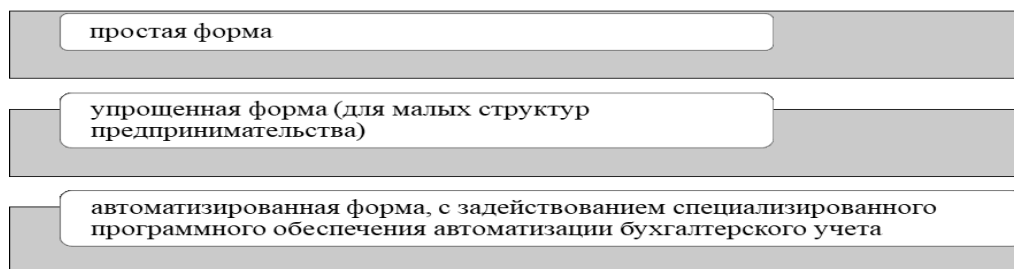 простая форма
упрощенная форма (для малых структур
предпринимательства)
автоматизированная форма, с задействованием специализированного
программного обеспечения автоматизации бухгалтерского учета